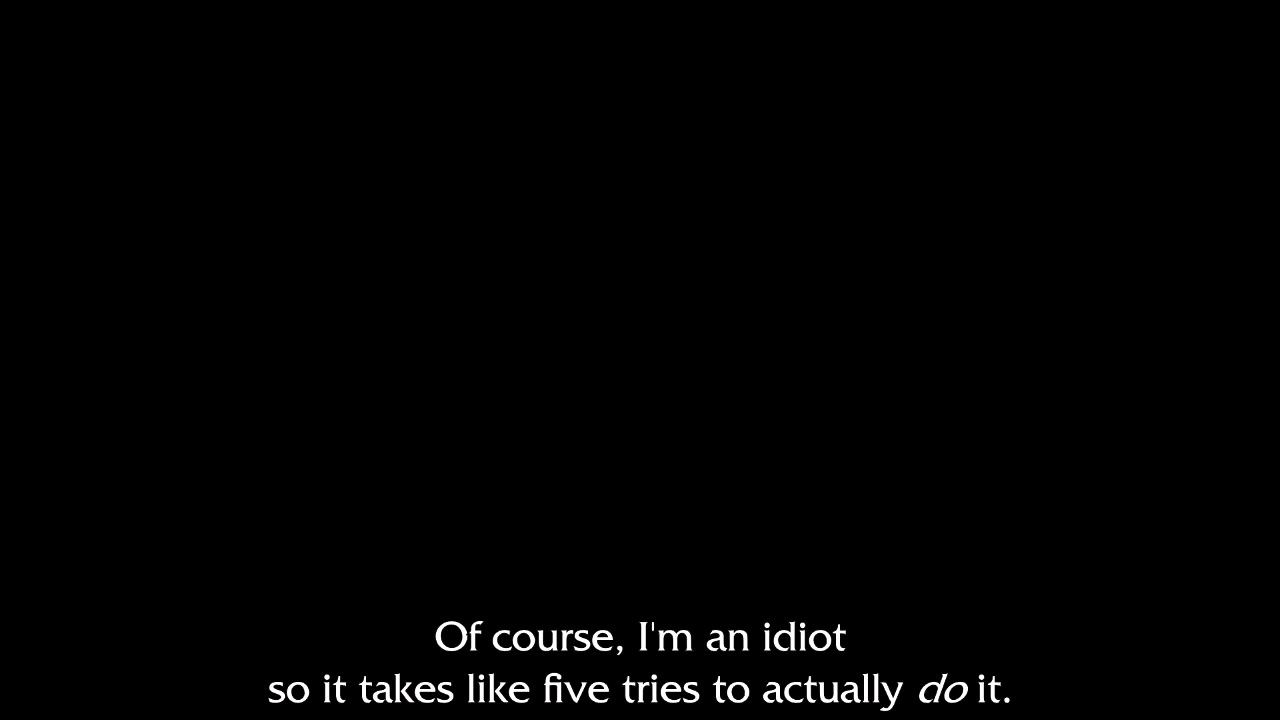 Of course, I'm an idiot
so it takes like five tries to actually do it.